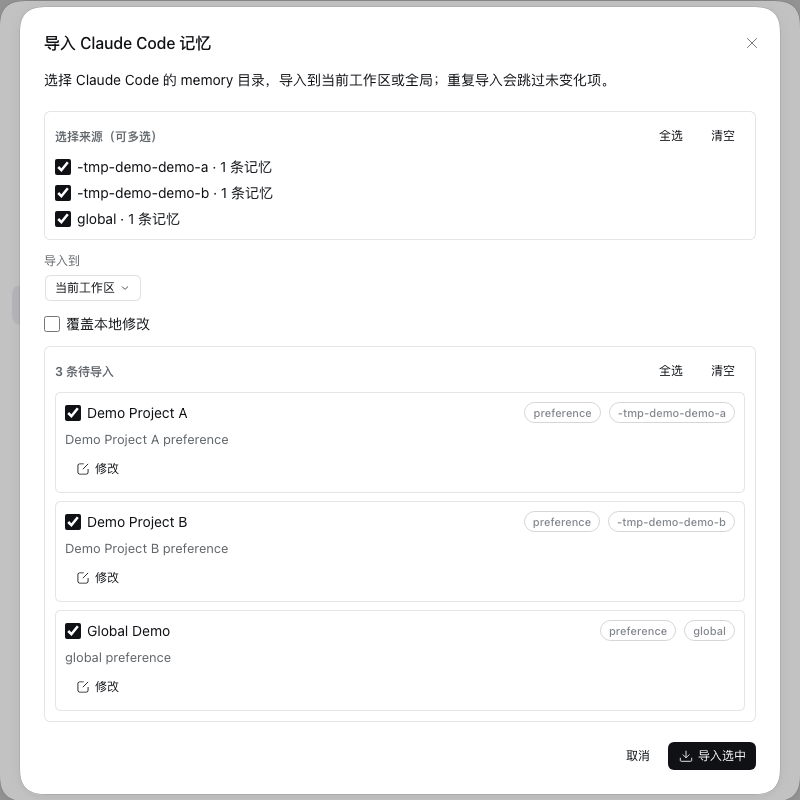 导入 Claude Code 记忆
选择 Claude Code 的 memory 目录，导入到当前工作区或全局；重复导入会跳过未变化项。
选择来源（可多选） 全选 清空
-tmp-demo-demo-a · 1 条记忆
-tmp-demo-demo-b · 1 条记忆
global · 1 条记忆
导入到
当前工作区
覆盖本地修改
3 条待导入 全选 清空
Demo Project A preference -tmp-demo-demo-a
Demo Project A preference
修改
Demo Project B preference -tmp-demo-demo-b
Demo Project B preference
修改
Global Demo preference global
global preference
修改
取消 导入选中